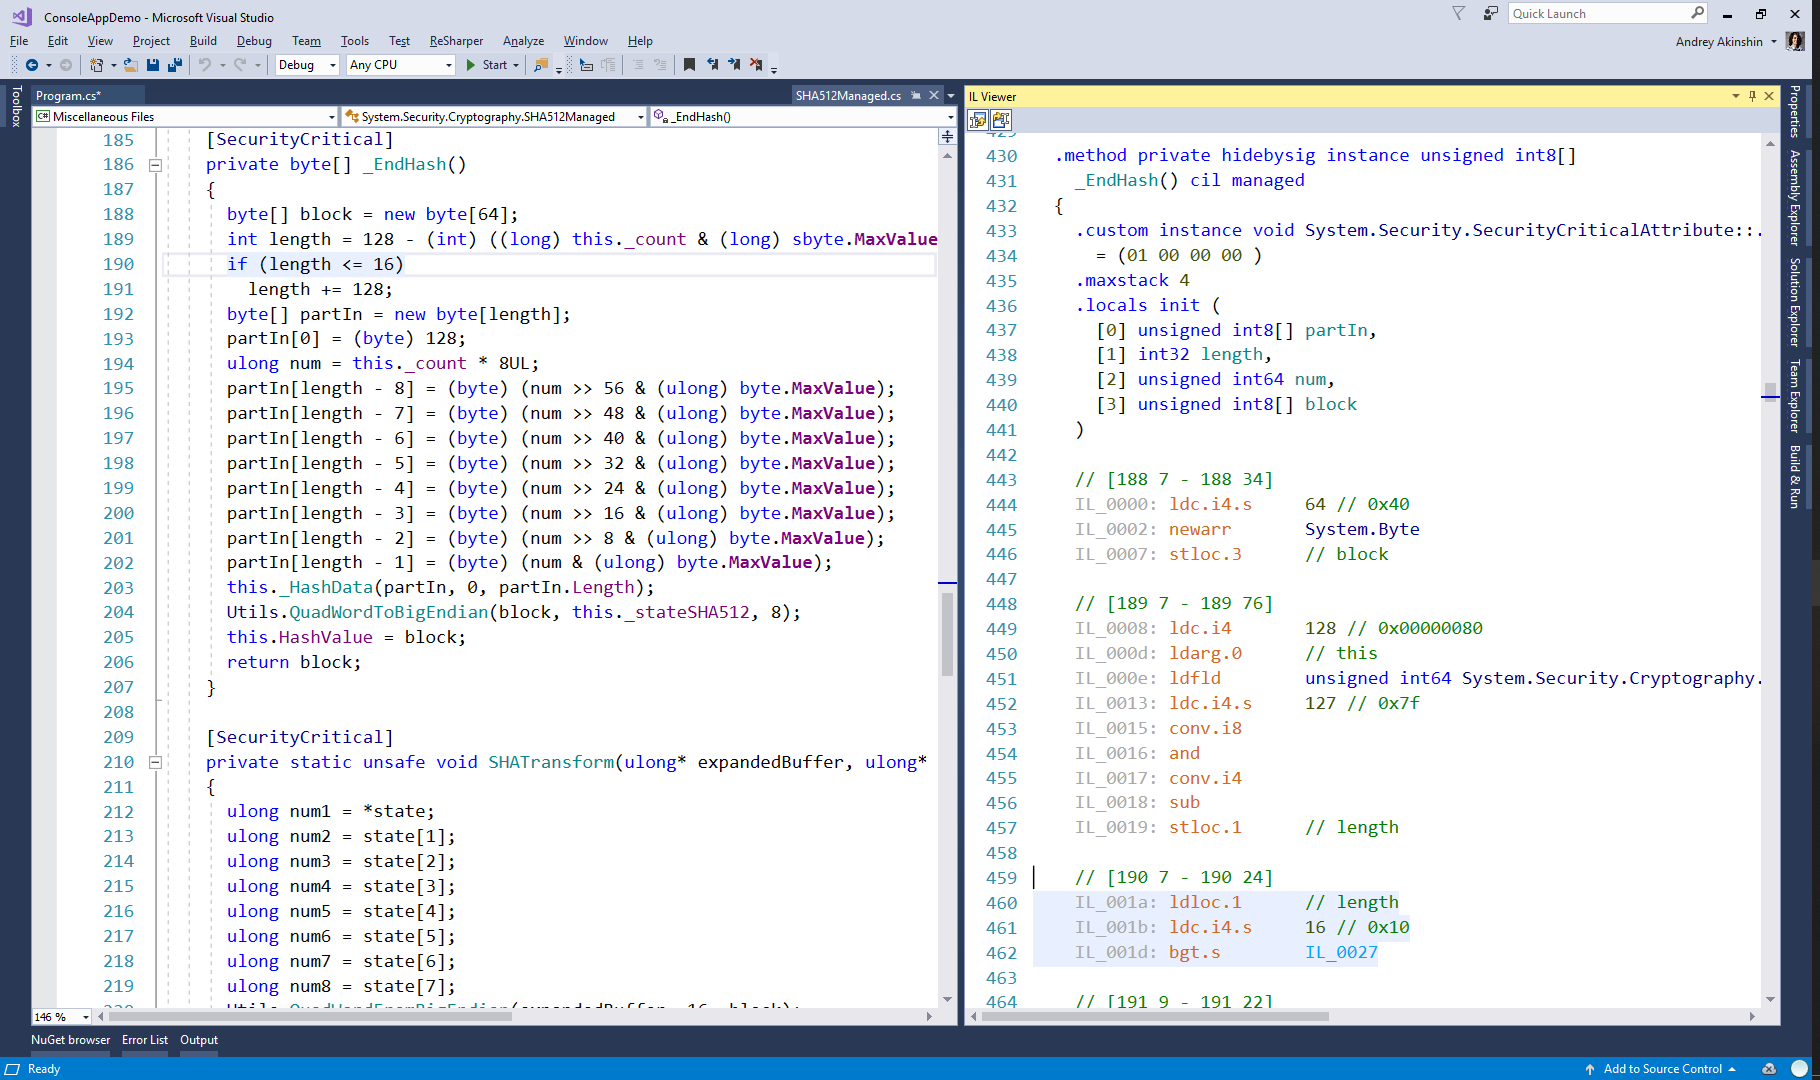 ConsoleAppDemo - Microsoft Visual Studio
Quick Launch
File Edit View Project Build Debug Team Tools Test ReSharper Analyze Window Help
Andrey Akinshin
Debug Any CPU Start
Toolbox
Program.cs*
SHA512Managed.cs
C# Miscellaneous Files
System.Security.Cryptography.SHA512Managed
_EndHash()
185 [SecurityCritical]
186 private byte[] _EndHash()
187 {
188 byte[] block = new byte[64];
189 int length = 128 - (int) ((long) this._count & (long) sbyte.MaxValue
190 if (length <= 16)
191 length += 128;
192 byte[] partIn = new byte[length];
193 partIn[0] = (byte) 128;
194 ulong num = this._count * 8UL;
195 partIn[length - 8] = (byte) (num >> 56 & (ulong) byte.MaxValue);
196 partIn[length - 7] = (byte) (num >> 48 & (ulong) byte.MaxValue);
197 partIn[length - 6] = (byte) (num >> 40 & (ulong) byte.MaxValue);
198 partIn[length - 5] = (byte) (num >> 32 & (ulong) byte.MaxValue);
199 partIn[length - 4] = (byte) (num >> 24 & (ulong) byte.MaxValue);
200 partIn[length - 3] = (byte) (num >> 16 & (ulong) byte.MaxValue);
201 partIn[length - 2] = (byte) (num >> 8 & (ulong) byte.MaxValue);
202 partIn[length - 1] = (byte) (num & (ulong) byte.MaxValue);
203 this._HashData(partIn, 0, partIn.Length);
204 Utils.QuadWordToBigEndian(block, this._stateSHA512, 8);
205 this.HashValue = block;
206 return block;
207 }
208
209 [SecurityCritical]
210 private static unsafe void SHATransform(ulong* expandedBuffer, ulong*
211 {
212 ulong num1 = *state;
213 ulong num2 = state[1];
214 ulong num3 = state[2];
215 ulong num4 = state[3];
216 ulong num5 = state[4];
217 ulong num6 = state[5];
218 ulong num7 = state[6];
219 ulong num8 = state[7];
220 Utils.QuadWordFromBigEndian(expandedBuffer, 16, block);
146 %
IL Viewer
429
430 .method private hidebysig instance unsigned int8[]
431 _EndHash() cil managed
432 {
433 .custom instance void System.Security.SecurityCriticalAttribute::.
434 = (01 00 00 00 )
435 .maxstack 4
436 .locals init (
437 [0] unsigned int8[] partIn,
438 [1] int32 length,
439 [2] unsigned int64 num,
440 [3] unsigned int8[] block
441 )
442
443 // [188 7 - 188 34]
444 IL_0000: ldc.i4.s 64 // 0x40
445 IL_0002: newarr System.Byte
446 IL_0007: stloc.3 // block
447
448 // [189 7 - 189 76]
449 IL_0008: ldc.i4 128 // 0x00000080
450 IL_000d: ldarg.0 // this
451 IL_000e: ldfld unsigned int64 System.Security.Cryptography.
452 IL_0013: ldc.i4.s 127 // 0x7f
453 IL_0015: conv.i8
454 IL_0016: and
455 IL_0017: conv.i4
456 IL_0018: sub
457 IL_0019: stloc.1 // length
458
459 // [190 7 - 190 24]
460 IL_001a: ldloc.1 // length
461 IL_001b: ldc.i4.s 16 // 0x10
462 IL_001d: bgt.s IL_0027
463
464 // [191 9 - 191 22]
Properties
Assembly Explorer
Solution Explorer
Team Explorer
Build & Run
NuGet browser Error List Output
Ready
Add to Source Control